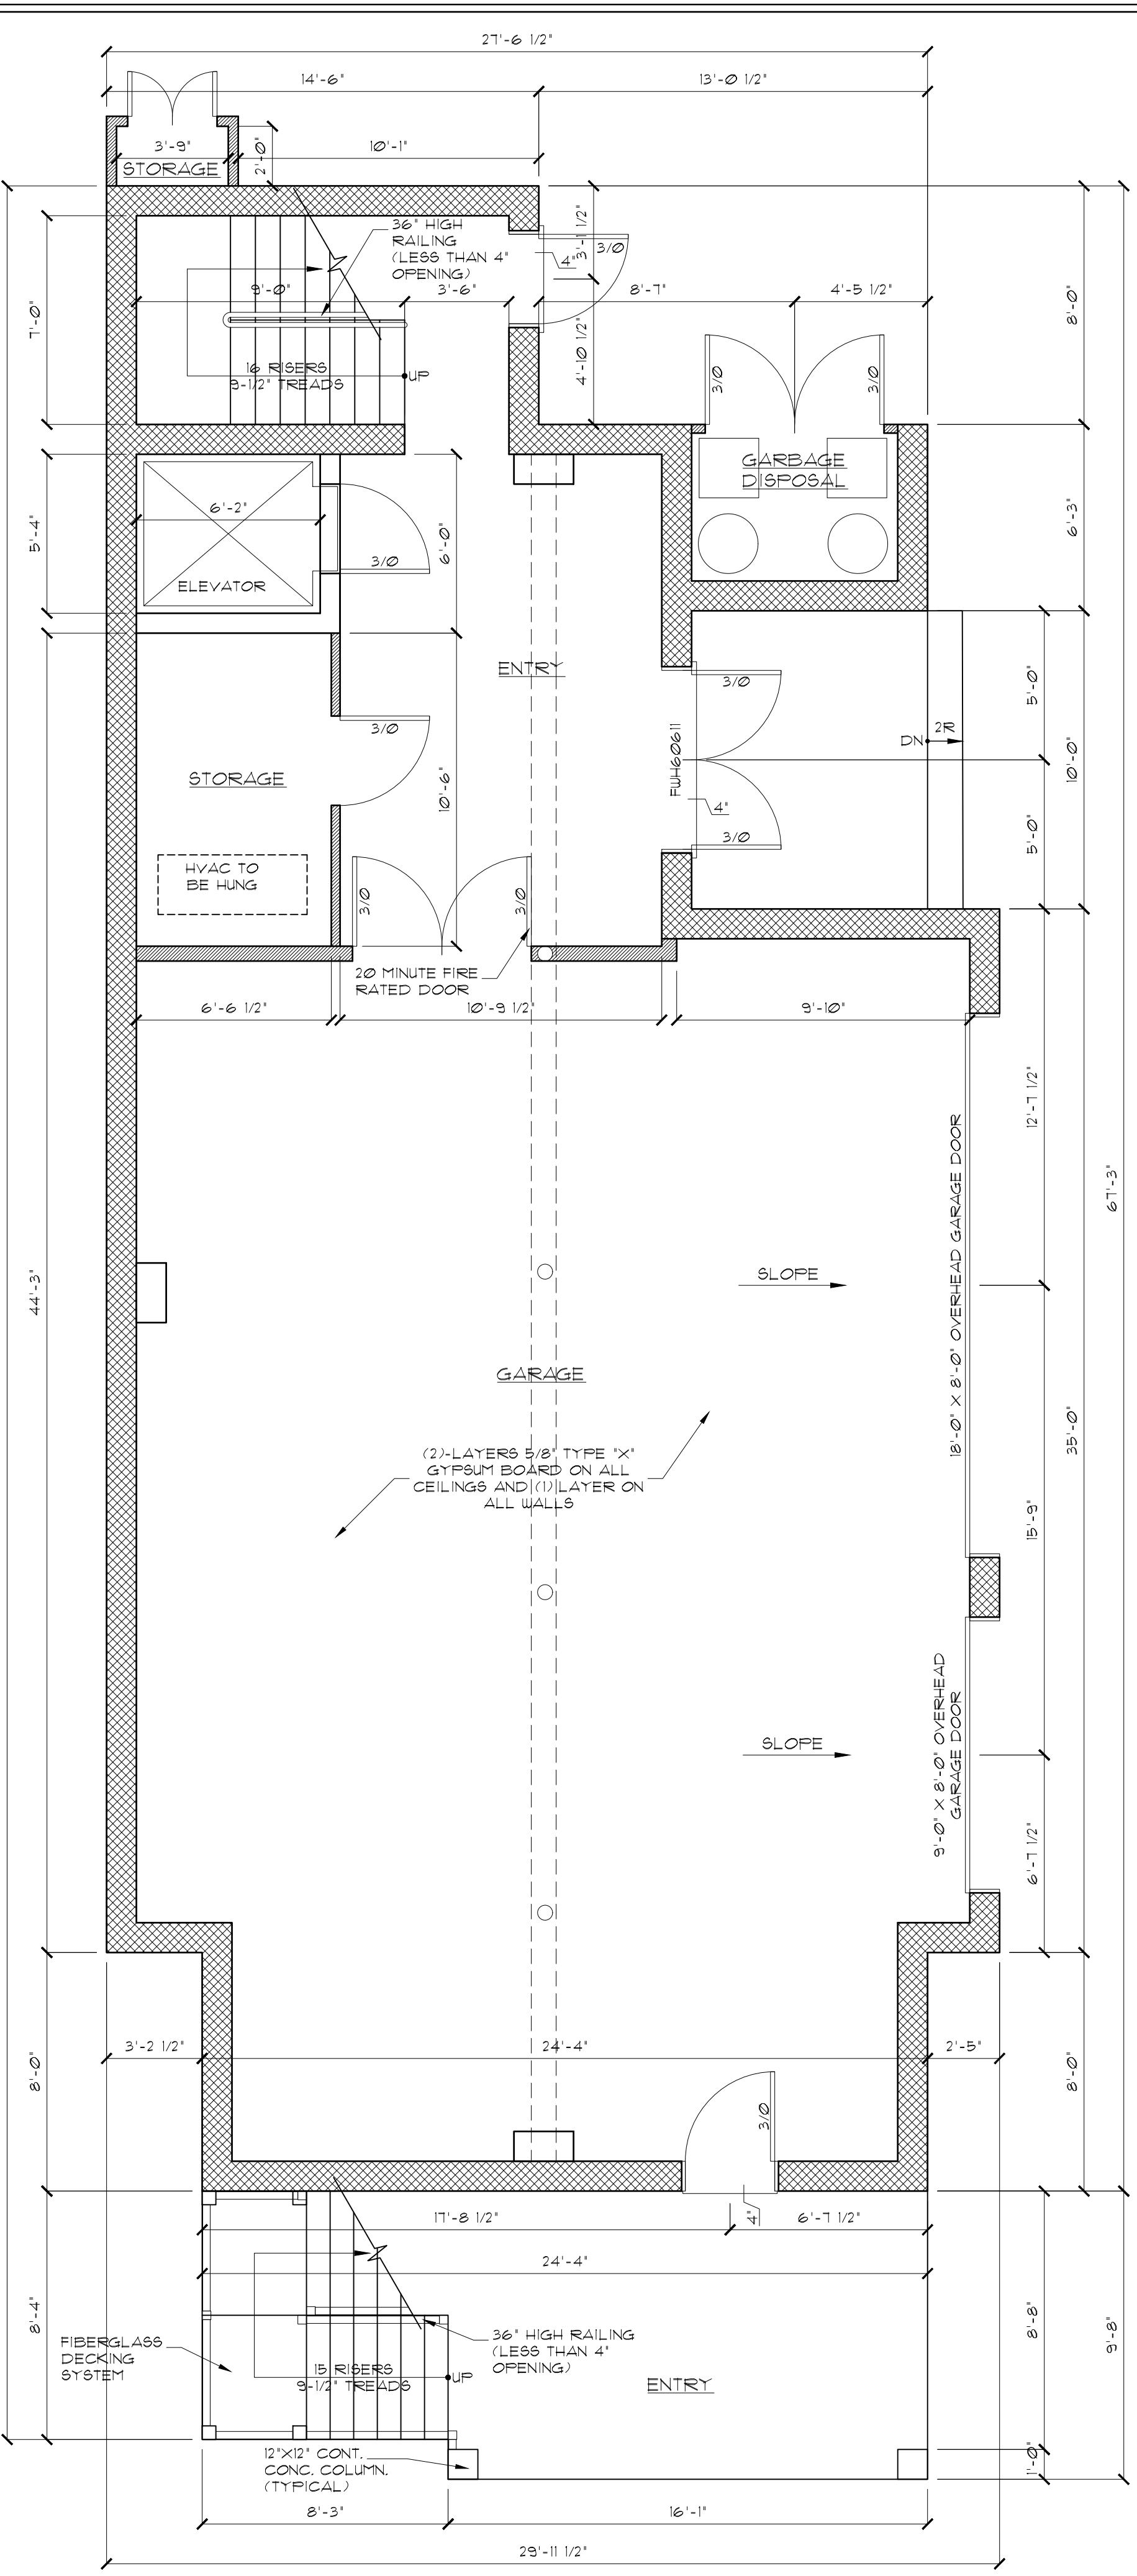 27'-6 1/2"
14'-6"
13'-0 1/2"
3'-9"
2'-0"
10'-1"
STORAGE
36" HIGH
RAILING
(LESS THAN 4"
OPENING)
3'-1 1/2"
3/0
4"
9'-0"
3'-6"
8'-7"
4'-5 1/2"
7'-0"
8'-0"
4'-10 1/2"
16 RISERS
9-1/2" TREADS
UP
3/0
3/0
GARBAGE
DISPOSAL
5'-4"
6'-2"
6'-0"
6'-3"
3/0
ELEVATOR
ENTRY
3/0
5'-0"
3/0
DN
2R
STORAGE
FWH60611
10'-6"
10'-0"
4"
3/0
5'-0"
HVAC TO
BE HUNG
3/0
3/0
20 MINUTE FIRE
RATED DOOR
6'-6 1/2"
10'-9 1/2"
9'-10"
12'-7 1/2"
18'-0" X 8'-0" OVERHEAD GARAGE DOOR
67'-3"
44'-3"
SLOPE
GARAGE
35'-0"
(2)-LAYERS 5/8" TYPE "X"
GYPSUM BOARD ON ALL
CEILINGS AND (1) LAYER ON
ALL WALLS
15'-9"
9'-0" X 8'-0" OVERHEAD
GARAGE DOOR
SLOPE
6'-7 1/2"
3'-2 1/2"
24'-4"
2'-5"
8'-0"
8'-0"
3/0
17'-8 1/2"
4"
6'-7 1/2"
24'-4"
8'-4"
8'-8"
9'-8"
FIBERGLASS
DECKING
SYSTEM
36" HIGH RAILING
(LESS THAN 4"
OPENING)
15 RISERS
9-1/2" TREADS
UP
ENTRY
12"X12" CONT.
CONC. COLUMN.
(TYPICAL)
1'-0"
8'-3"
16'-1"
29'-11 1/2"